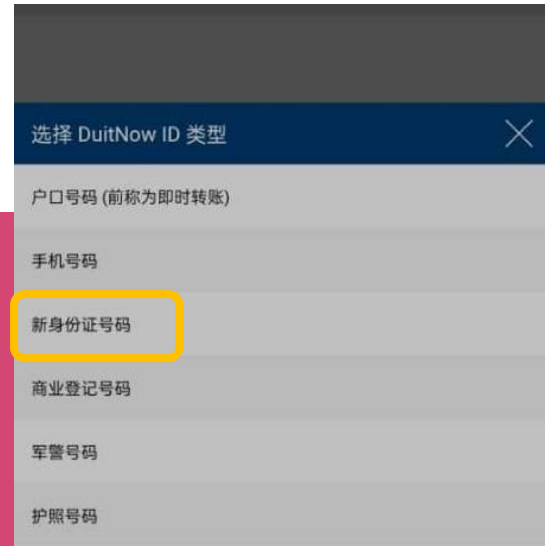 选择 DuitNow ID 类型
户口号码 (前称为即时转账)
手机号码
新身份证号码
商业登记号码
军警号码
护照号码